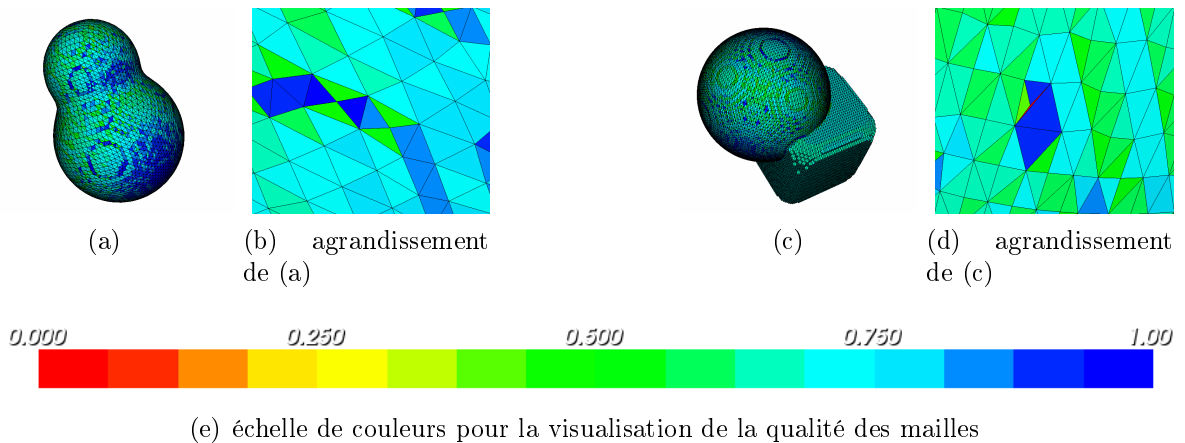 (a)
(b) agrandissement
de (a)
(c)
(d) agrandissement
de (c)
0.000 0.250 0.500 0.750 1.00
(e) échelle de couleurs pour la visualisation de la qualité des mailles